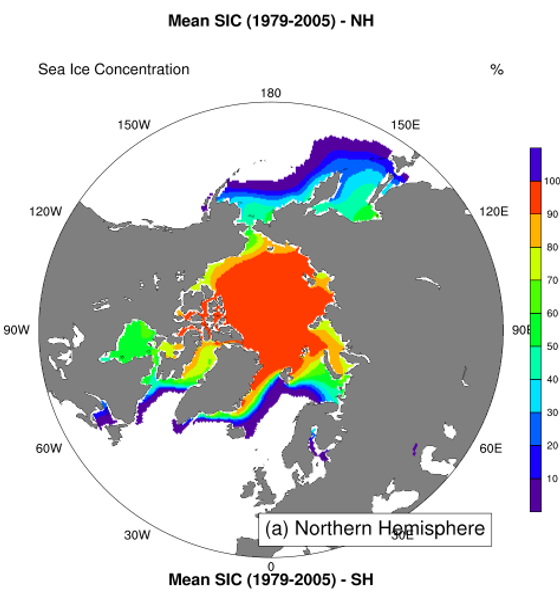 Mean SIC (1979-2005) - NH
Sea Ice Concentration %
180
150W 150E
120W 120E
90W 90E
60W 60E
30W 30E
0
100
90
80
70
60
50
40
30
20
10
(a) Northern Hemisphere
Mean SIC (1979-2005) - SH